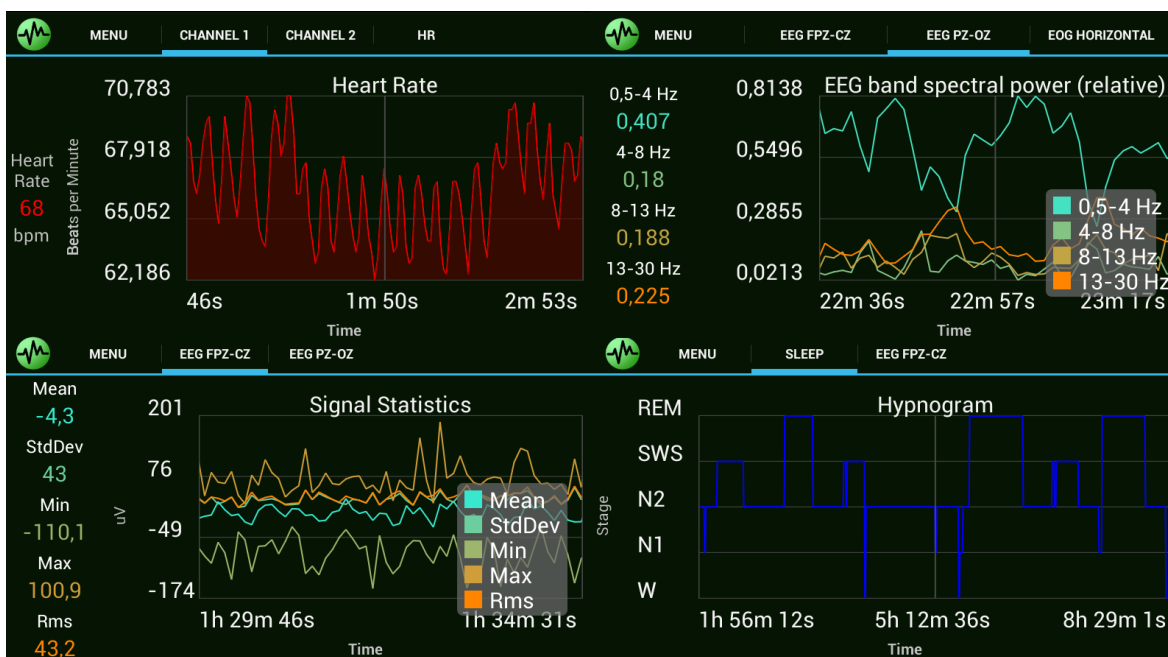 MENU CHANNEL 1 CHANNEL 2 HR
Heart Rate
70,783
67,918
65,052
62,186
Heart
Rate
68
bpm
Beats per Minute
46s 1m 50s 2m 53s
Time
MENU EEG FPZ-CZ EEG PZ-OZ EOG HORIZONTAL
EEG band spectral power (relative)
0,5-4 Hz
0,407
4-8 Hz
0,18
8-13 Hz
0,188
13-30 Hz
0,225
0,8138
0,5496
0,2855
0,0213
0,5-4 Hz
4-8 Hz
8-13 Hz
13-30 Hz
22m 36s 22m 57s 23m 17s
Time
MENU EEG FPZ-CZ EEG PZ-OZ
Signal Statistics
Mean
-4,3
StdDev
43
Min
-110,1
Max
100,9
Rms
43,2
uV
201
76
-49
-174
Mean
StdDev
Min
Max
Rms
1h 29m 46s 1h 34m 31s
Time
MENU SLEEP EEG FPZ-CZ
Hypnogram
Stage
REM
SWS
N2
N1
W
1h 56m 12s 5h 12m 36s 8h 29m 1s
Time